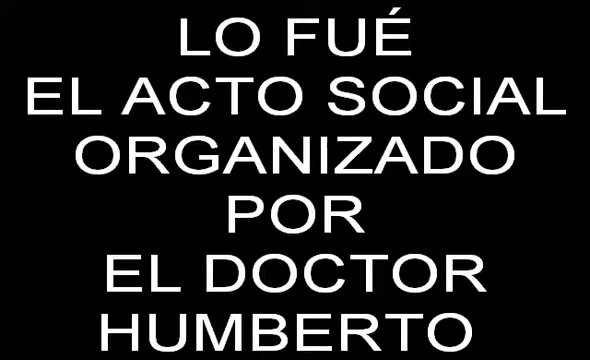 LO FUÉ
EL ACTO SOCIAL
ORGANIZADO
POR
EL DOCTOR
HUMBERTO